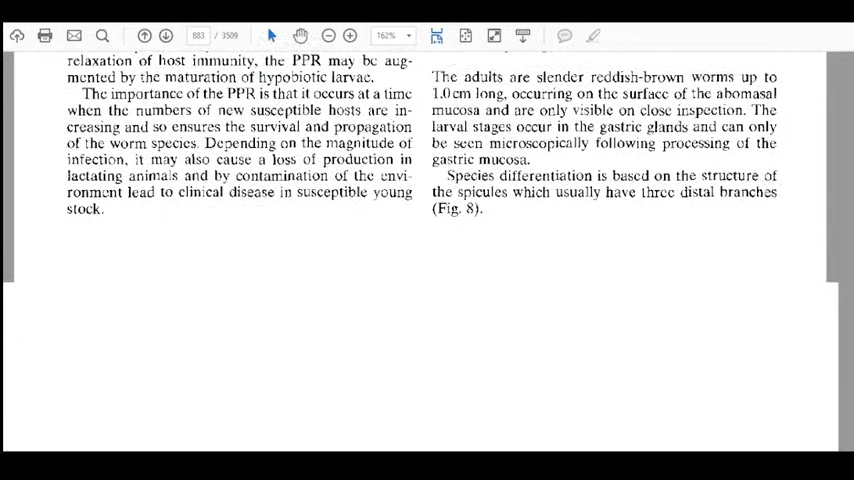 883 / 3509
162%
relaxation of host immunity, the PPR may be aug-
mented by the maturation of hypobiotic larvae.
The importance of the PPR is that it occurs at a time
when the numbers of new susceptible hosts are in-
creasing and so ensures the survival and propagation
of the worm species. Depending on the magnitude of
infection, it may also cause a loss of production in
lactating animals and by contamination of the envi-
ronment lead to clinical disease in susceptible young
stock.
The adults are slender reddish-brown worms up to
1.0 cm long, occurring on the surface of the abomasal
mucosa and are only visible on close inspection. The
larval stages occur in the gastric glands and can only
be seen microscopically following processing of the
gastric mucosa.
Species differentiation is based on the structure of
the spicules which usually have three distal branches
(Fig. 8).